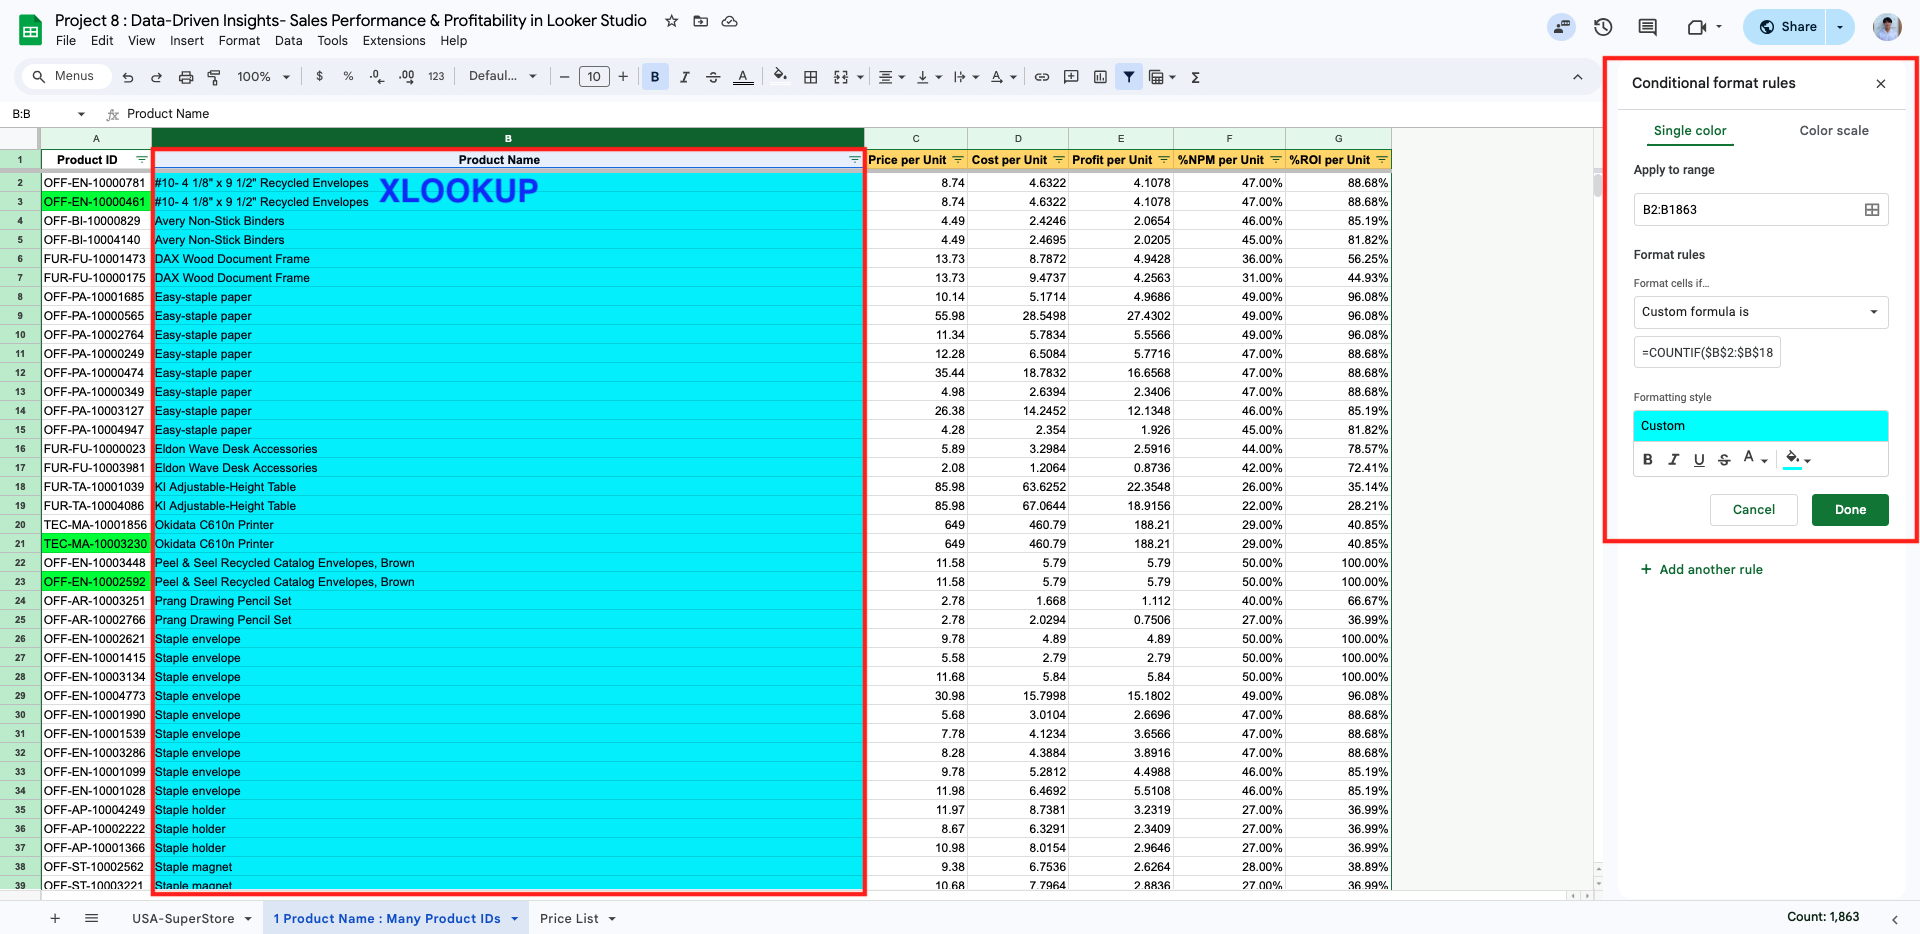 Project 8 : Data-Driven Insights- Sales Performance & Profitability in Looker Studio
File Edit View Insert Format Data Tools Extensions Help
Share
Menus 100% $ % .0 .00 123 Defaul... 10 B I S A
B:B fx Product Name
A B C D E F G
1 Product ID Product Name Price per Unit Cost per Unit Profit per Unit %NPM per Unit %ROI per Unit
XLOOKUP
2 OFF-EN-10000781 #10- 4 1/8" x 9 1/2" Recycled Envelopes 8.74 4.6322 4.1078 47.00% 88.68%
3 OFF-EN-10000461 #10- 4 1/8" x 9 1/2" Recycled Envelopes 8.74 4.6322 4.1078 47.00% 88.68%
4 OFF-BI-10000829 Avery Non-Stick Binders 4.49 2.4246 2.0654 46.00% 85.19%
5 OFF-BI-10004140 Avery Non-Stick Binders 4.49 2.4695 2.0205 45.00% 81.82%
6 FUR-FU-10001473 DAX Wood Document Frame 13.73 8.7872 4.9428 36.00% 56.25%
7 FUR-FU-10000175 DAX Wood Document Frame 13.73 9.4737 4.2563 31.00% 44.93%
8 OFF-PA-10001685 Easy-staple paper 10.14 5.1714 4.9686 49.00% 96.08%
9 OFF-PA-10000565 Easy-staple paper 55.98 28.5498 27.4302 49.00% 96.08%
10 OFF-PA-10002764 Easy-staple paper 11.34 5.7834 5.5566 49.00% 96.08%
11 OFF-PA-10000249 Easy-staple paper 12.28 6.5084 5.7716 47.00% 88.68%
12 OFF-PA-10000474 Easy-staple paper 35.44 18.7832 16.6568 47.00% 88.68%
13 OFF-PA-10000349 Easy-staple paper 4.98 2.6394 2.3406 47.00% 88.68%
14 OFF-PA-10003127 Easy-staple paper 26.38 14.2452 12.1348 46.00% 85.19%
15 OFF-PA-10004947 Easy-staple paper 4.28 2.354 1.926 45.00% 81.82%
16 FUR-FU-10000023 Eldon Wave Desk Accessories 5.89 3.2984 2.5916 44.00% 78.57%
17 FUR-FU-10003981 Eldon Wave Desk Accessories 2.08 1.2064 0.8736 42.00% 72.41%
18 FUR-TA-10001039 KI Adjustable-Height Table 85.98 63.6252 22.3548 26.00% 35.14%
19 FUR-TA-10004086 KI Adjustable-Height Table 85.98 67.0644 18.9156 22.00% 28.21%
20 TEC-MA-10001856 Okidata C610n Printer 649 460.79 188.21 29.00% 40.85%
21 TEC-MA-10003230 Okidata C610n Printer 649 460.79 188.21 29.00% 40.85%
22 OFF-EN-10003448 Peel & Seel Recycled Catalog Envelopes, Brown 11.58 5.79 5.79 50.00% 100.00%
23 OFF-EN-10002592 Peel & Seel Recycled Catalog Envelopes, Brown 11.58 5.79 5.79 50.00% 100.00%
24 OFF-AR-10003251 Prang Drawing Pencil Set 2.78 1.668 1.112 40.00% 66.67%
25 OFF-AR-10002766 Prang Drawing Pencil Set 2.78 2.0294 0.7506 27.00% 36.99%
26 OFF-EN-10002621 Staple envelope 9.78 4.89 4.89 50.00% 100.00%
27 OFF-EN-10001415 Staple envelope 5.58 2.79 2.79 50.00% 100.00%
28 OFF-EN-10003134 Staple envelope 11.68 5.84 5.84 50.00% 100.00%
29 OFF-EN-10004773 Staple envelope 30.98 15.7998 15.1802 49.00% 96.08%
30 OFF-EN-10001990 Staple envelope 5.68 3.0104 2.6696 47.00% 88.68%
31 OFF-EN-10001539 Staple envelope 7.78 4.1234 3.6566 47.00% 88.68%
32 OFF-EN-10003286 Staple envelope 8.28 4.3884 3.8916 47.00% 88.68%
33 OFF-EN-10001099 Staple envelope 9.78 5.2812 4.4988 46.00% 85.19%
34 OFF-EN-10001028 Staple envelope 11.98 6.4692 5.5108 46.00% 85.19%
35 OFF-AP-10004249 Staple holder 11.97 8.7381 3.2319 27.00% 36.99%
36 OFF-AP-10002222 Staple holder 8.67 6.3291 2.3409 27.00% 36.99%
37 OFF-AP-10001366 Staple holder 10.98 8.0154 2.9646 27.00% 36.99%
38 OFF-ST-10002562 Staple magnet 9.38 6.7536 2.6264 28.00% 38.89%
39 OFF-ST-10003221 Staple magnet 10.68 7.7964 2.8836 27.00% 36.99%
Conditional format rules
Single color Color scale
Apply to range
B2:B1863
Format rules
Format cells if...
Custom formula is
=COUNTIF($B$2:$B$18
Formatting style
Custom
B I U S A
Cancel Done
+ Add another rule
+ USA-SuperStore 1 Product Name : Many Product IDs Price List Count: 1,863